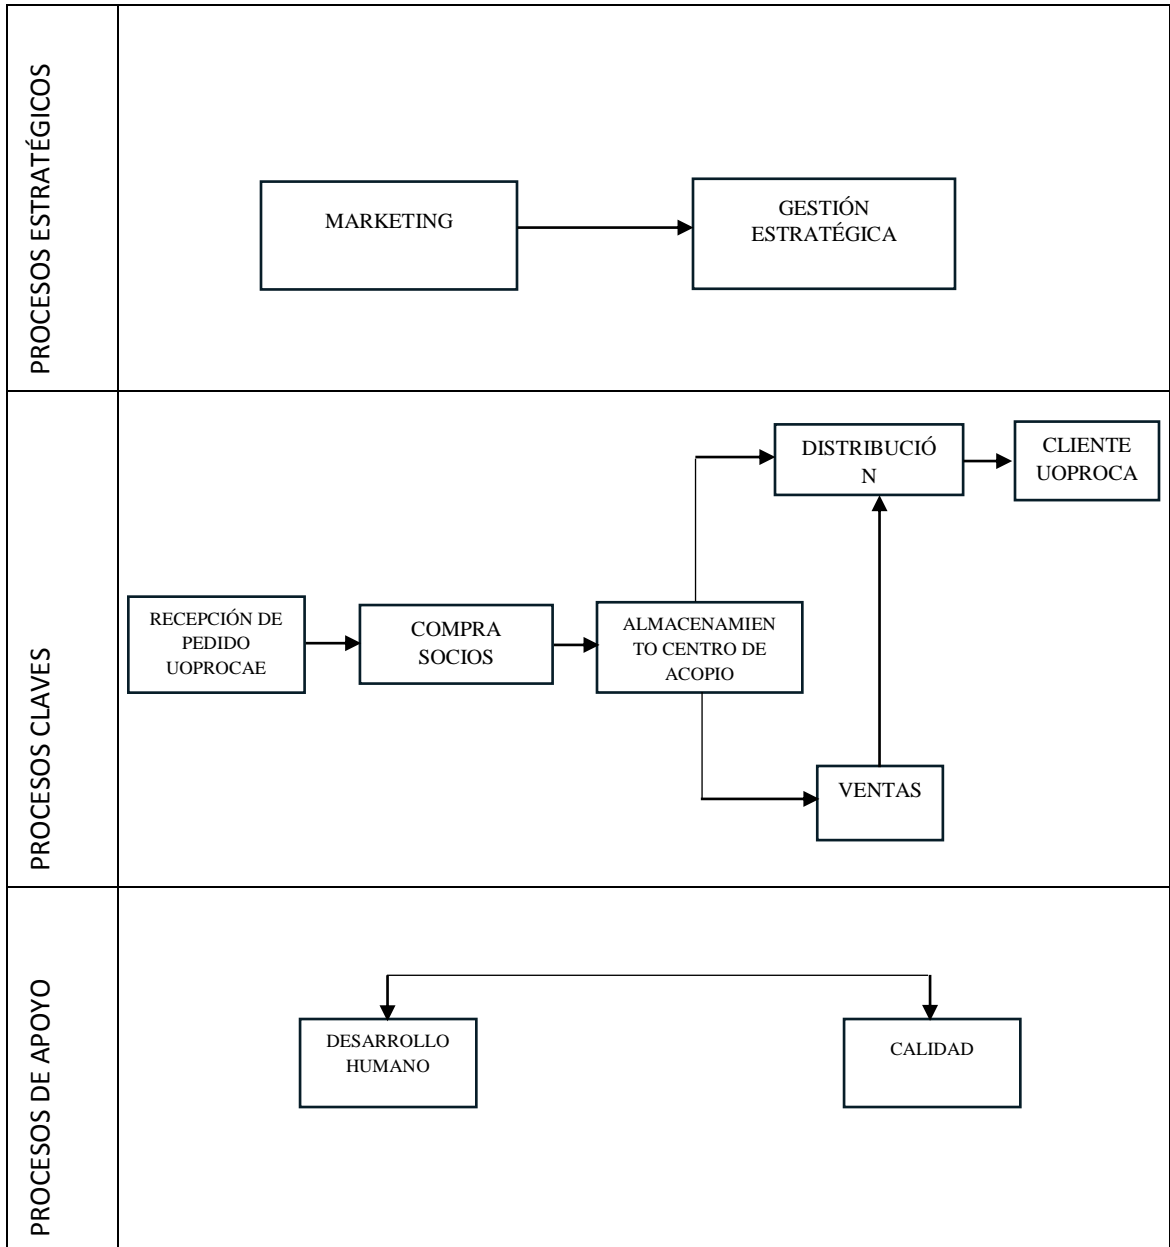 PROCESOS ESTRATÉGICOS
MARKETING
GESTIÓN
ESTRATÉGICA
PROCESOS CLAVES
RECEPCIÓN DE
PEDIDO
UOPROCAE
COMPRA
SOCIOS
ALMACENAMIEN
TO CENTRO DE
ACOPIO
DISTRIBUCIÓ
N
CLIENTE
UOPROCA
VENTAS
PROCESOS DE APOYO
DESARROLLO
HUMANO
CALIDAD